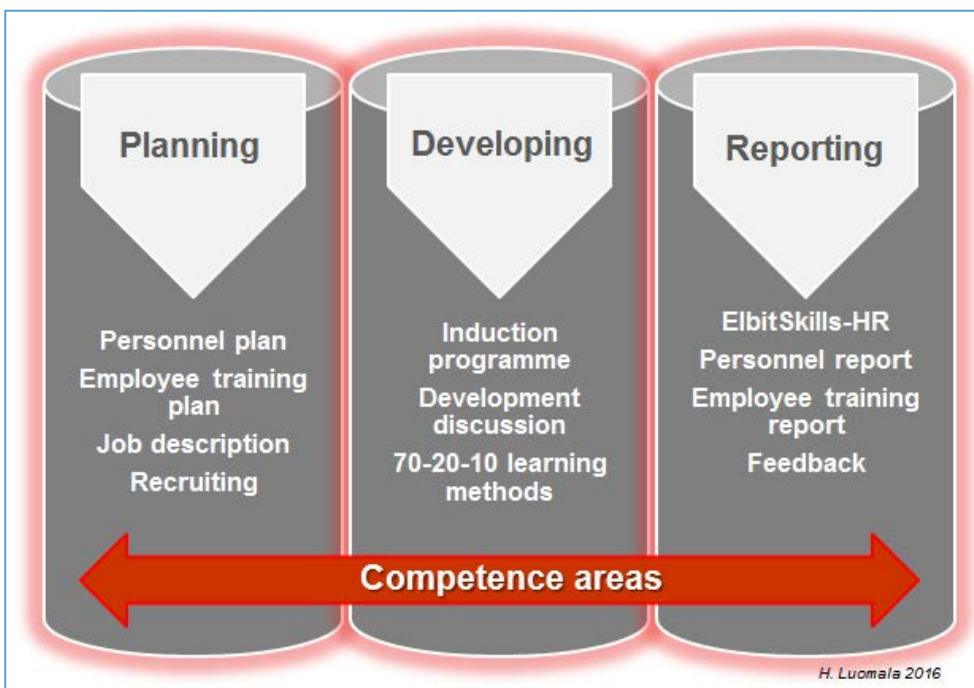 Planning
Personnel plan
Employee training
plan
Job description
Recruiting
Developing
Induction
programme
Development
discussion
70-20-10 learning
methods
Reporting
ElbitSkills-HR
Personnel report
Employee training
report
Feedback
Competence areas
H. Luomala 2016